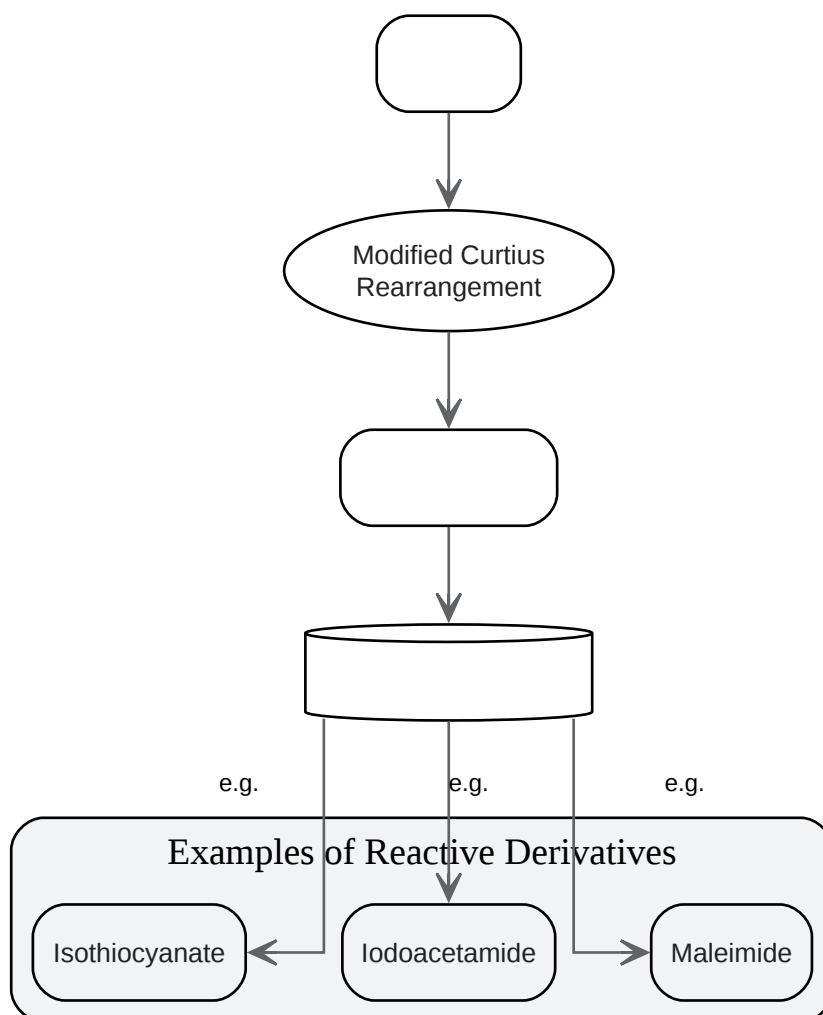 Modified Curtius
Rearrangement
e.g.
e.g.
e.g.
Examples of Reactive Derivatives
Isothiocyanate
Iodoacetamide
Maleimide